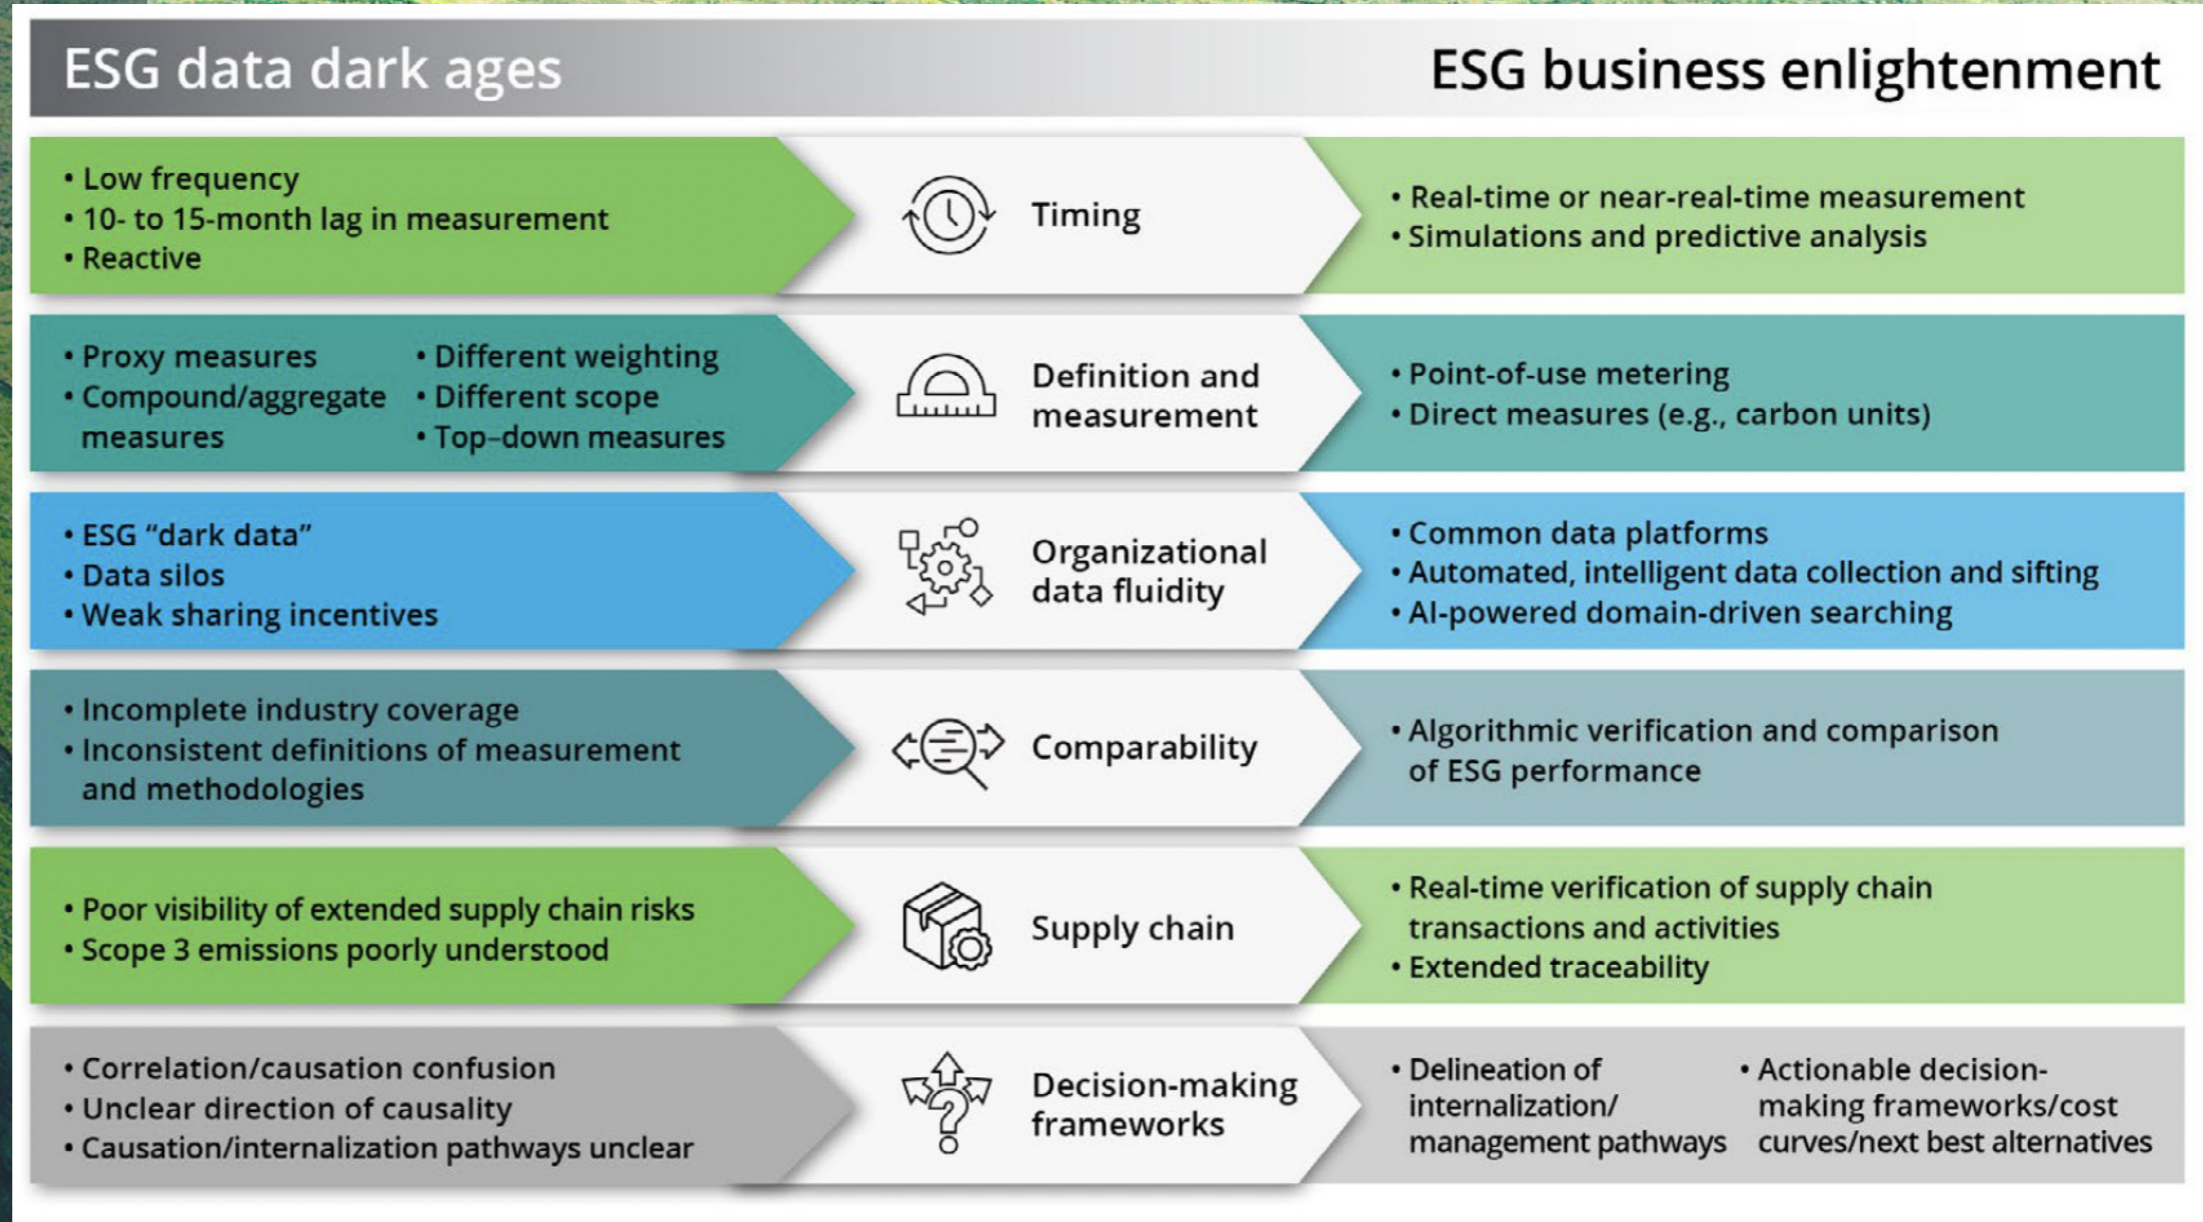 ESG data dark ages
ESG business enlightenment
• Low frequency
• 10- to 15-month lag in measurement
• Reactive
Timing
• Real-time or near-real-time measurement
• Simulations and predictive analysis
• Proxy measures
• Compound/aggregate
measures
• Different weighting
• Different scope
• Top–down measures
Definition and
measurement
• Point-of-use metering
• Direct measures (e.g., carbon units)
• ESG “dark data”
• Data silos
• Weak sharing incentives
Organizational
data fluidity
• Common data platforms
• Automated, intelligent data collection and sifting
• AI-powered domain-driven searching
• Incomplete industry coverage
• Inconsistent definitions of measurement
and methodologies
Comparability
• Algorithmic verification and comparison
of ESG performance
• Poor visibility of extended supply chain risks
• Scope 3 emissions poorly understood
Supply chain
• Real-time verification of supply chain
transactions and activities
• Extended traceability
• Correlation/causation confusion
• Unclear direction of causality
• Causation/internalization pathways unclear
Decision-making
frameworks
• Delineation of
internalization/
management pathways
• Actionable decision-
making frameworks/cost
curves/next best alternatives